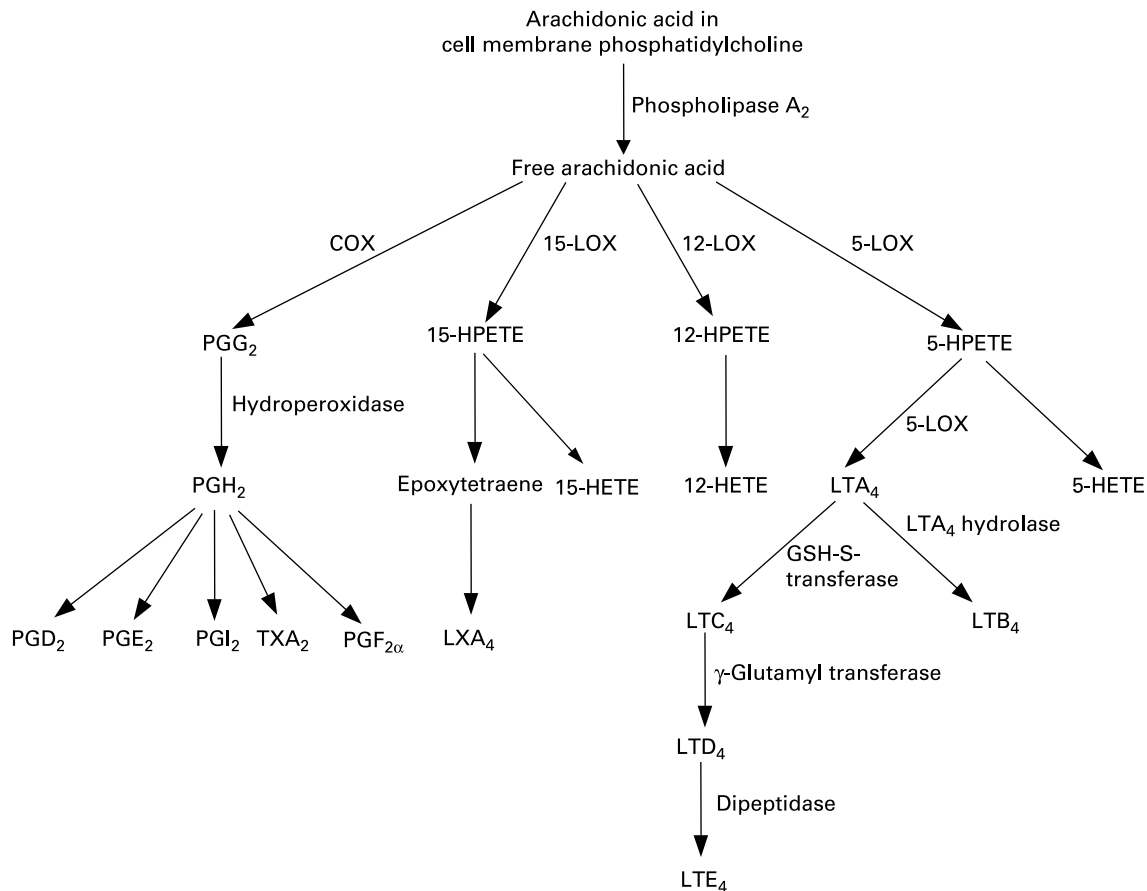 Arachidonic acid in
cell membrane phosphatidylcholine
Phospholipase A₂
Free arachidonic acid
COX
15-LOX
12-LOX
5-LOX
PGG₂
15-HPETE
12-HPETE
5-HPETE
Hydroperoxidase
5-LOX
PGH₂
Epoxytetraene
15-HETE
12-HETE
LTA₄
5-HETE
LTA₄ hydrolase
GSH-S-
transferase
PGD₂
PGE₂
PGI₂
TXA₂
PGF₂α
LXA₄
LTC₄
LTB₄
γ-Glutamyl transferase
LTD₄
Dipeptidase
LTE₄